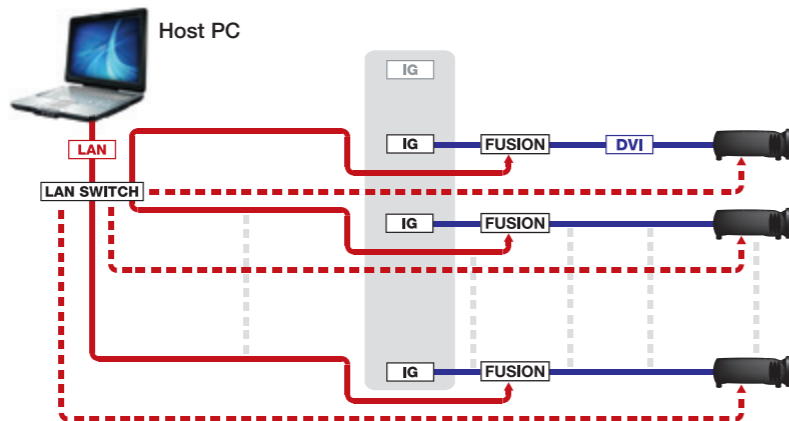 Host PC
IG
LAN
IG FUSION DVI
LAN SWITCH
IG FUSION
IG FUSION